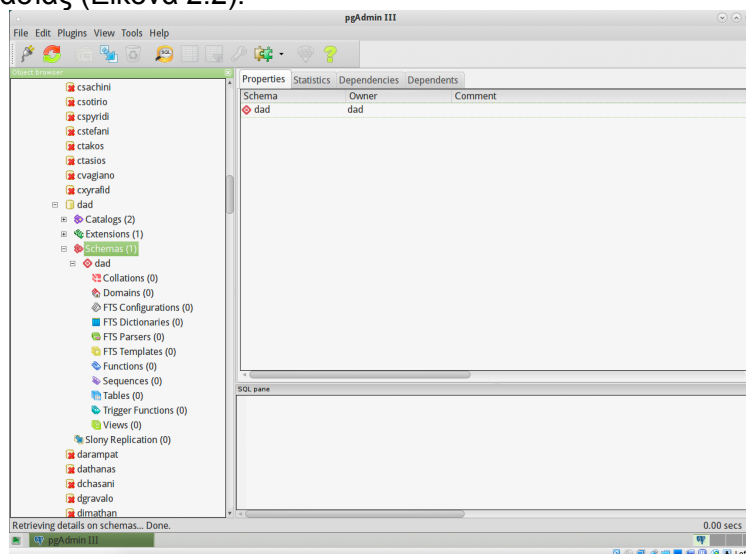 (Εικόνα 2.2).
pgAdmin III
File Edit Plugins View Tools Help
Object browser
csachini
csotirio
cspyridi
cstefani
ctakos
ctasios
cvagiano
cxyrafid
dad
Catalogs (2)
Extensions (1)
Schemas (1)
dad
Collations (0)
Domains (0)
FTS Configurations (0)
FTS Dictionaries (0)
FTS Parsers (0)
FTS Templates (0)
Functions (0)
Sequences (0)
Tables (0)
Trigger Functions (0)
Views (0)
Slony Replication (0)
darampat
dathanas
dchasani
dgravalo
dimathan
Properties Statistics Dependencies Dependents
Schema Owner Comment
dad dad
SQL pane
Retrieving details on schemas... Done. 0.00 secs
pgAdmin III